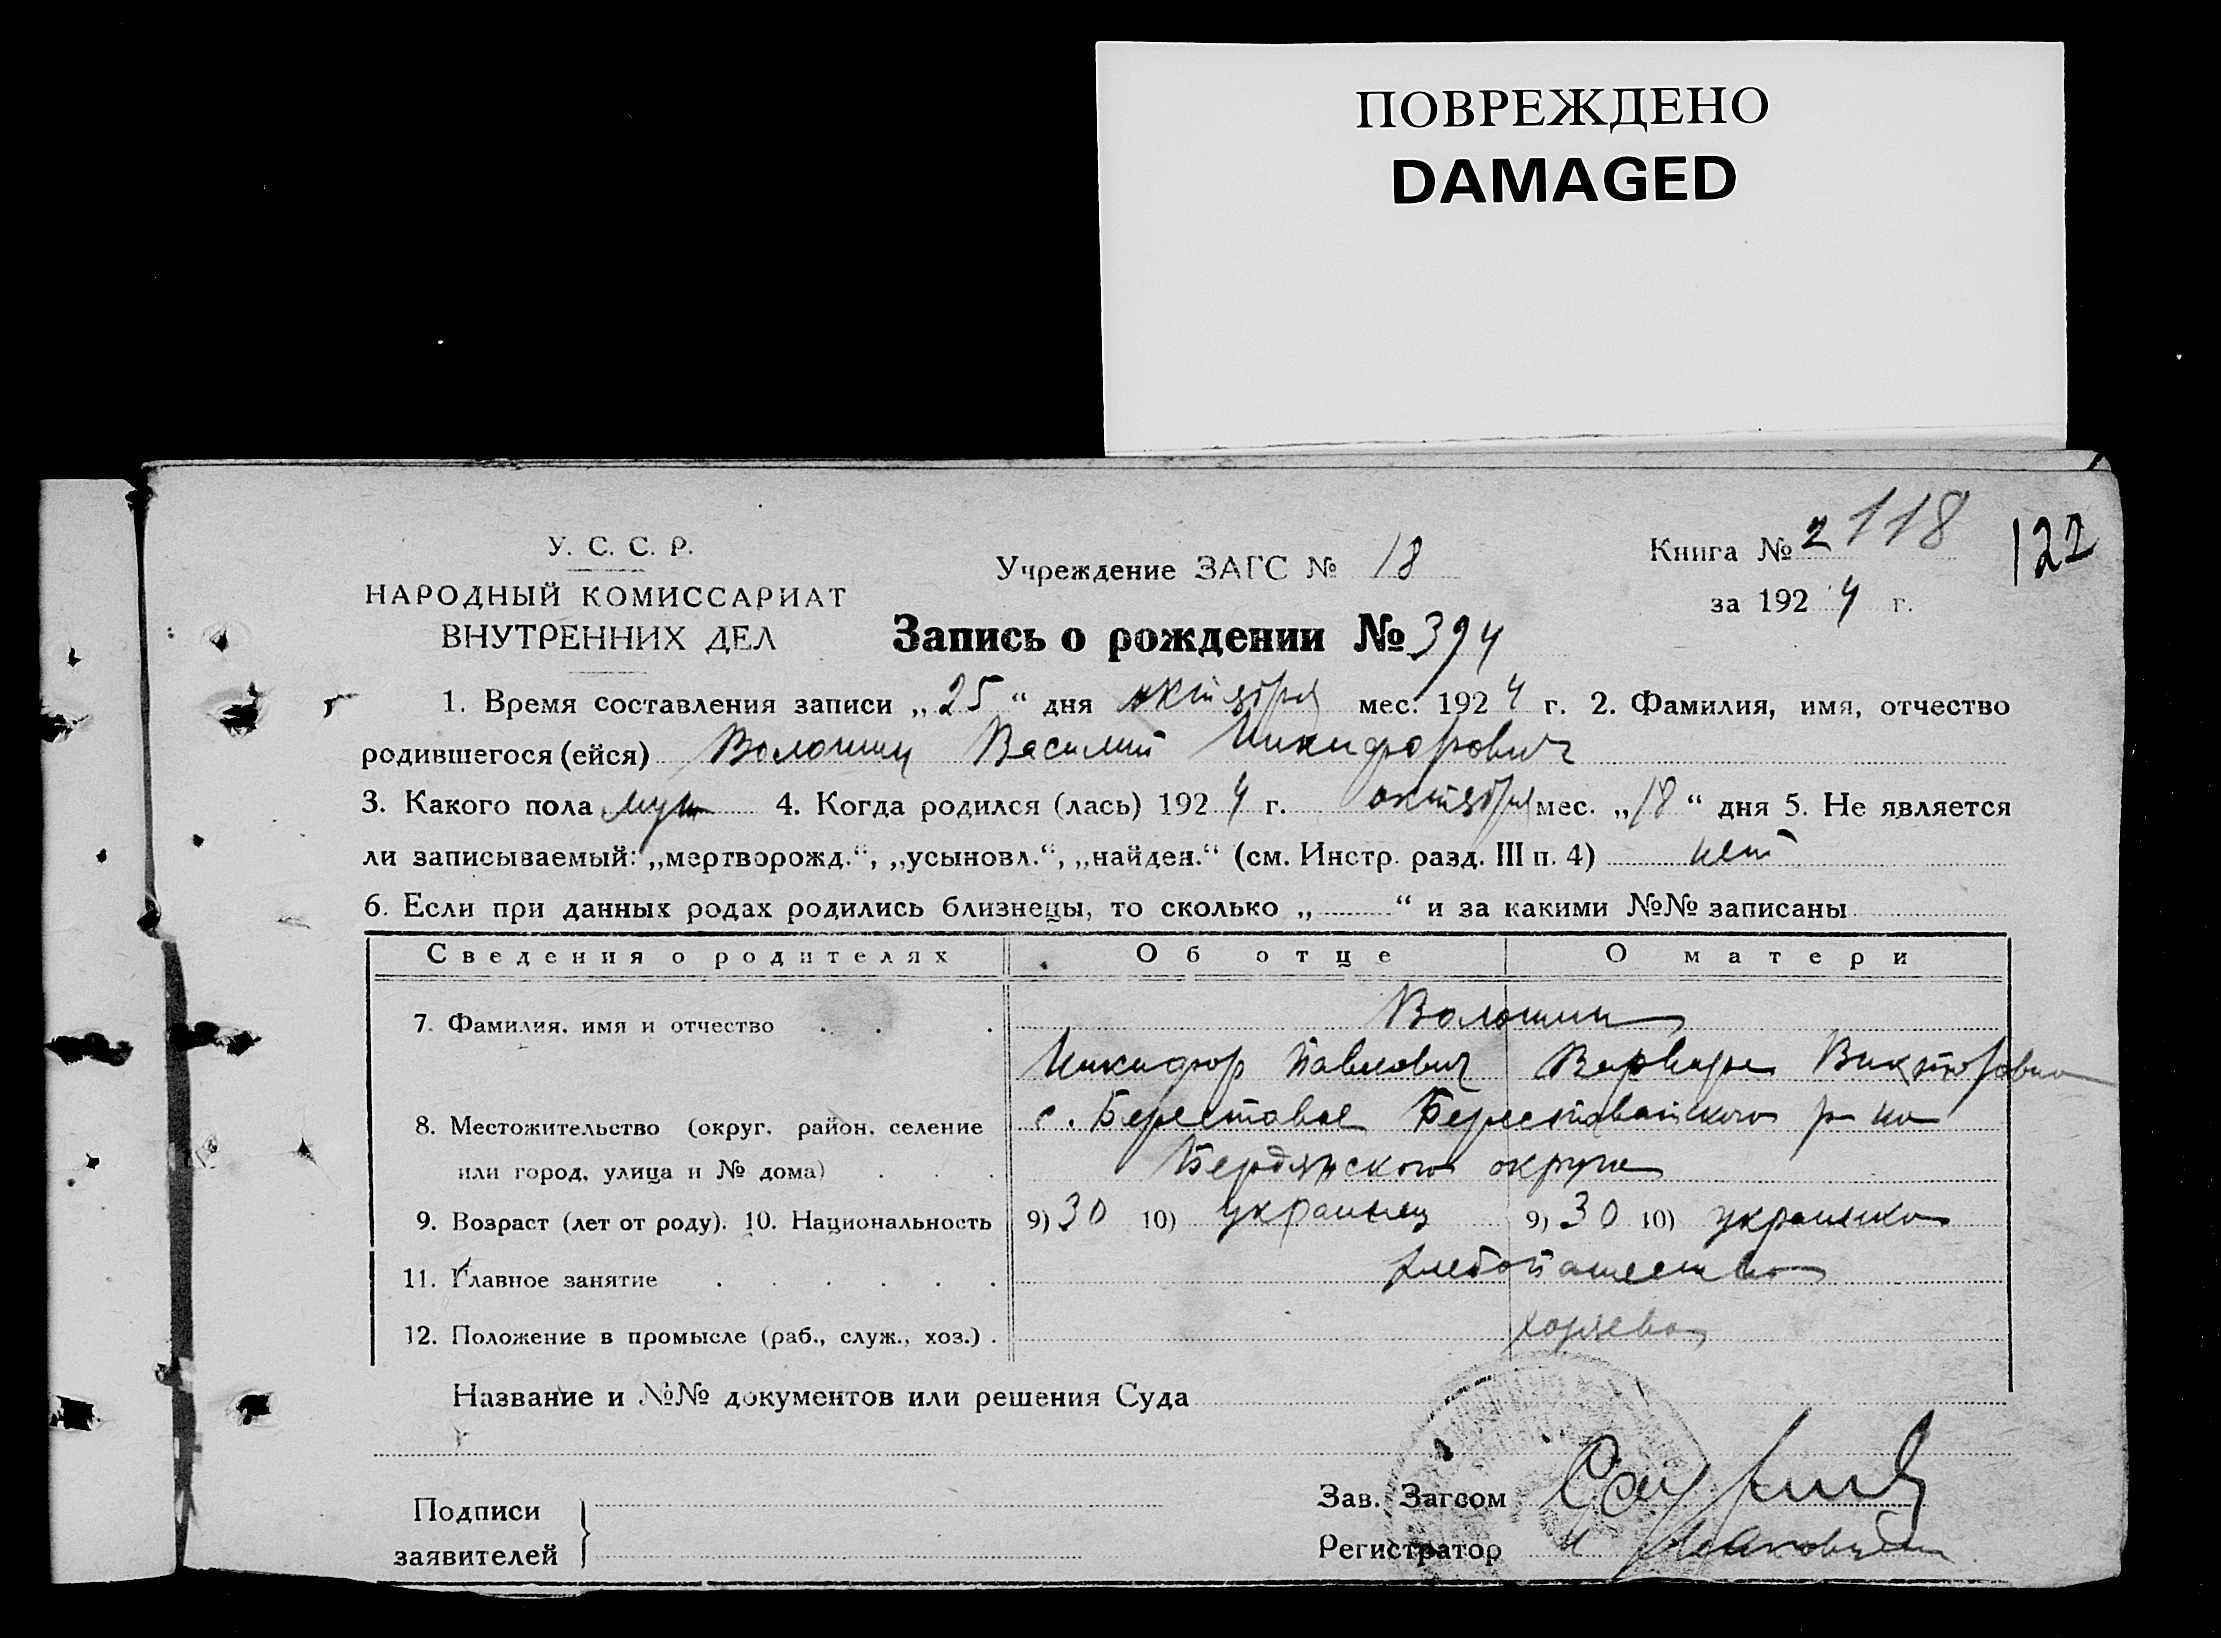 ПОВРЕЖДЕНО
DAMAGED
У. С. С. Р.
НАРОДНЫЙ КОМИССАРИАТ
ВНУТРЕННИХ ДЕЛ
Учреждение ЗАГС № 18
Книга № 2 118
122
за 1924 г.
Запись о рождении № 394
1. Время составления записи „25“ дня октября мес. 1924 г. 2. Фамилия, имя, отчество
родившегося (ейся) Волошин Василий Никифорович
3. Какого пола муж 4. Когда родился (лась) 1924 г. октября мес. „18“ дня 5. Не является
ли записываемый: „мертворожд.“, „усыновл.“, „найден.“ (см. Инстр. разд. III п. 4) нет
6. Если при данных родах родились близнецы, то сколько „ “ и за какими №№ записаны
Сведения о родителях Об отце О матери
7. Фамилия, имя и отчество Волошин
Никифор Павлович Варвара Викторовна
8. Местожительство (округ, район, селение с. Берестовое Берестовайского р-на
или город, улица и № дома) Бердянского округа
9. Возраст (лет от роду). 10. Национальность 9) 30 10) украинец 9) 30 10) украинка
11. Главное занятие хлебопашество
12. Положение в промысле (раб., служ., хоз.) хозяева
Название и №№ документов или решения Суда
Подписи
заявителей
Зав. Загсом
Регистратор